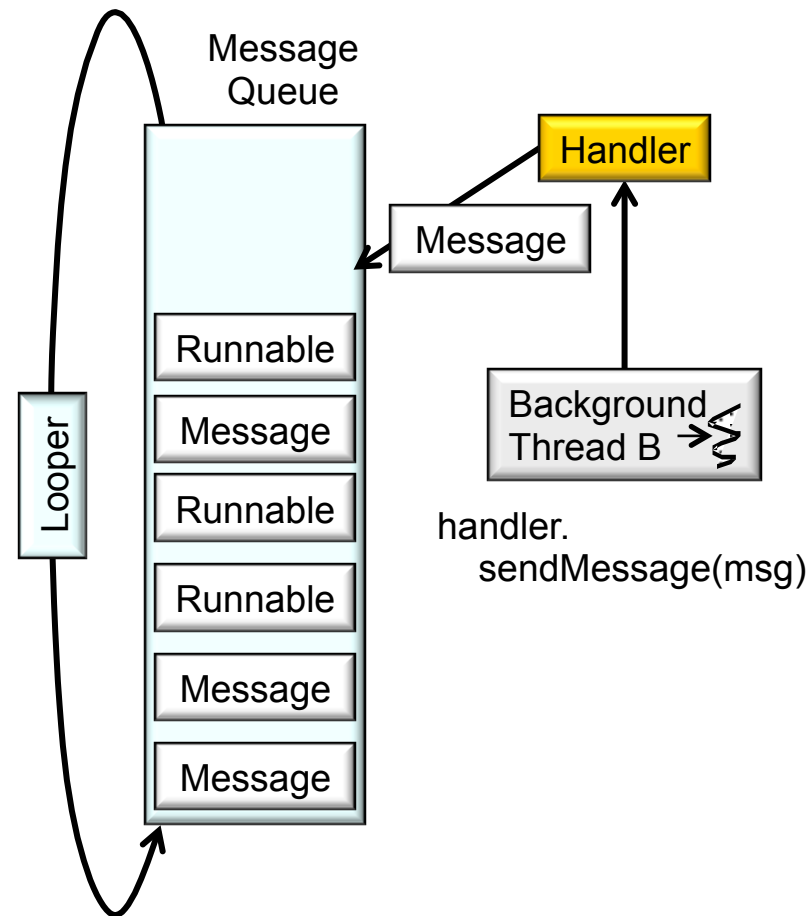 Message
Queue
Handler
Message
Runnable
Message
Runnable
Runnable
Message
Message
Looper
Background
Thread B
handler.
sendMessage(msg)